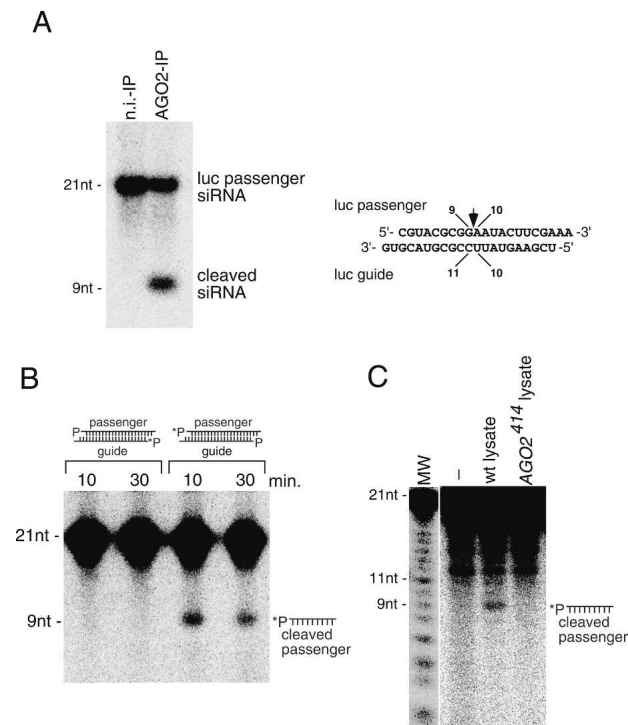 A
n.i.-IP
AGO2-IP
21nt -
luc passenger
siRNA
9nt -
cleaved
siRNA
luc passenger
9 10
5'- CGUACGCGGAAUACUUCGAAA -3'
3'- GUGCAUGCGCCUUAUGAAGCU -5'
luc guide
11 10
B
passenger
P
*P
guide
passenger
*P
P
guide
10 30 10 30 min.
21nt -
9nt -
*P
cleaved
passenger
C
MW
–
wt lysate
AGO2 414 lysate
21nt -
11nt -
9nt -
*P
cleaved
passenger